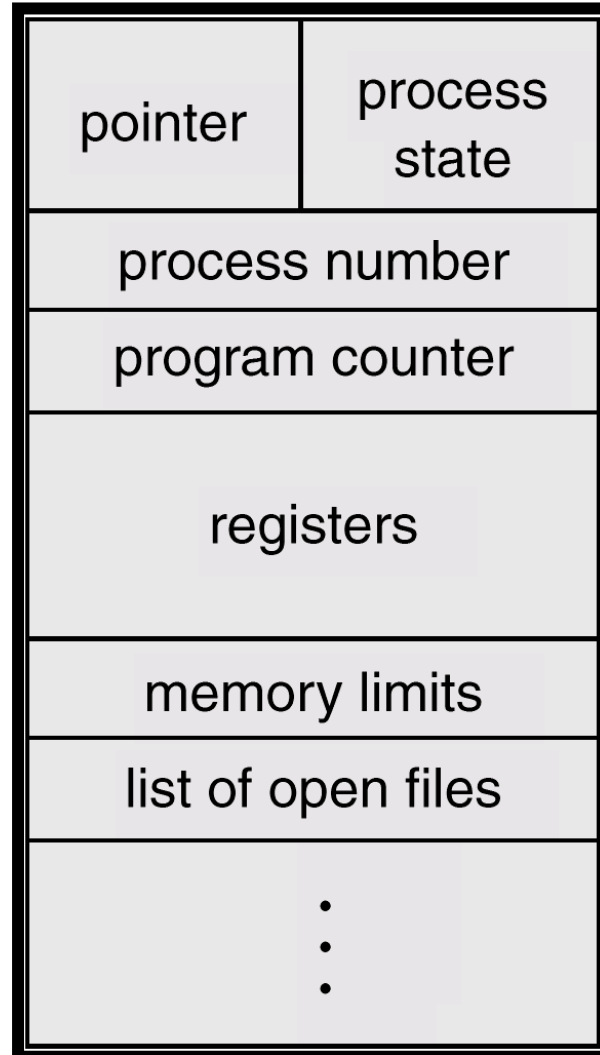 pointer
process
state
process number
program counter
registers
memory limits
list of open files